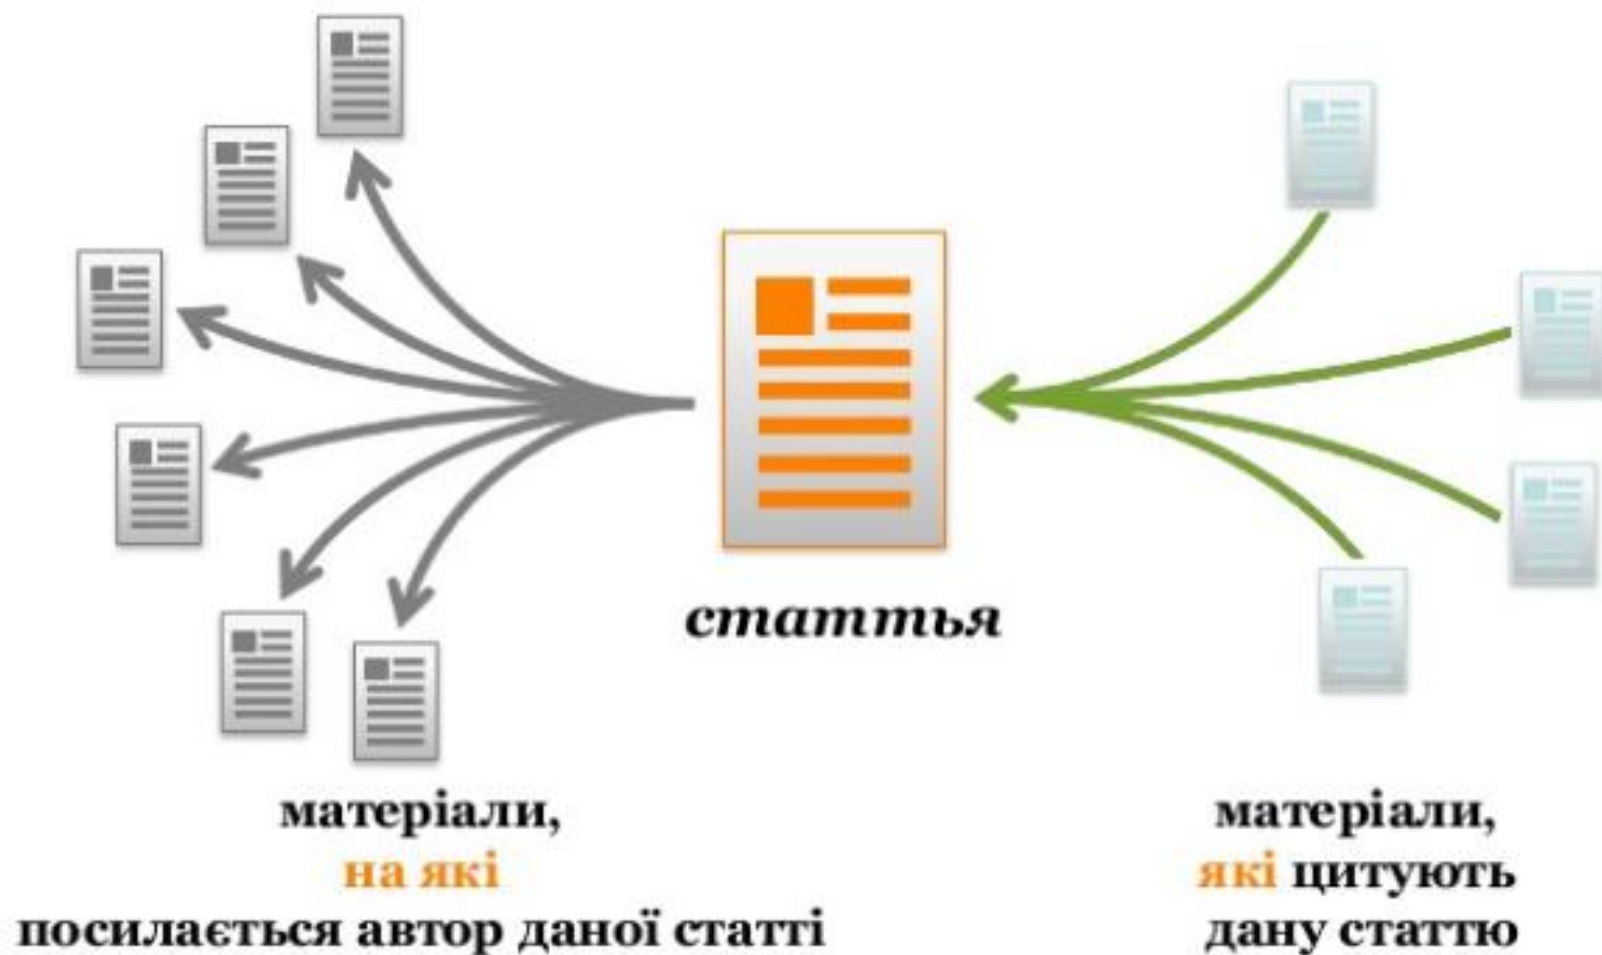 статтья
матеріали,
на які
посилається автор даної статті
матеріали,
які цитують
дану статтю